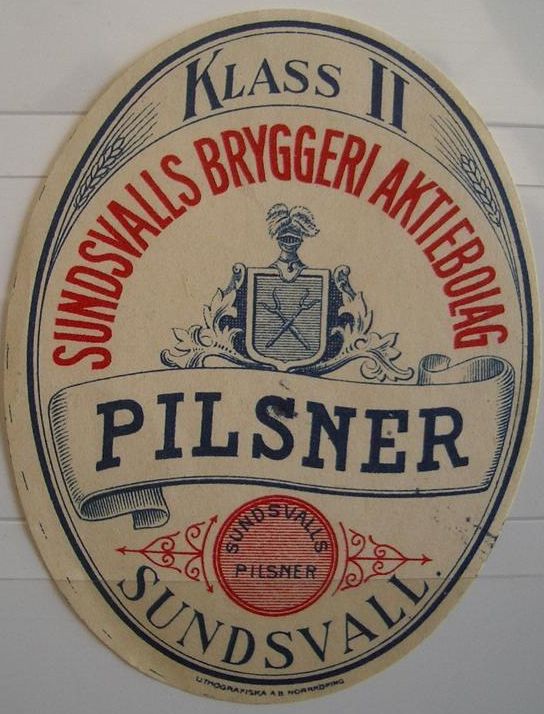 KLASS II
SUNDSVALLS BRYGGERI AKTIEBOLAG
PILSNER
SUNDSVALLS
PILSNER
SUNDSVALL.
LITHOGRAFISKA A.B. NORRKÖPING